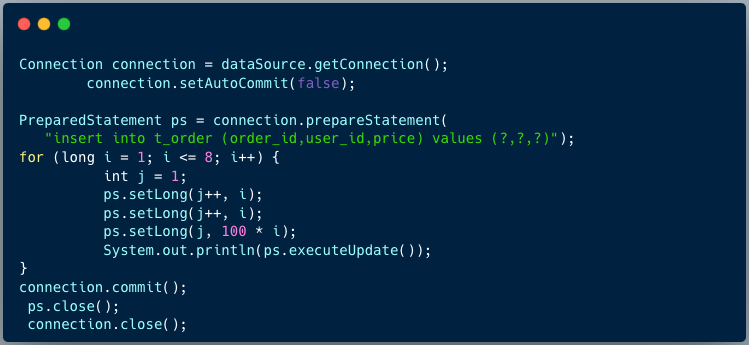 Connection connection = dataSource.getConnection();
        connection.setAutoCommit(false);

PreparedStatement ps = connection.prepareStatement(
   "insert into t_order (order_id,user_id,price) values (?,?,?)");
for (long i = 1; i <= 8; i++) {
          int j = 1;
          ps.setLong(j++, i);
          ps.setLong(j++, i);
          ps.setLong(j, 100 * i);
          System.out.println(ps.executeUpdate());
}
connection.commit();
 ps.close();
 connection.close();